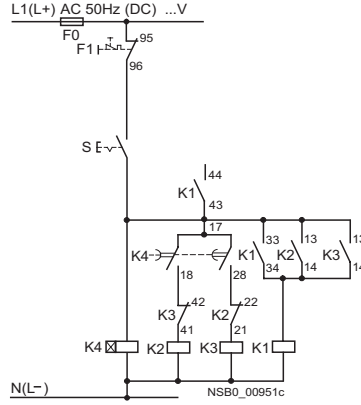 L1(L+) AC 50Hz (DC) ...V
F0
95
F1
96
S
44
K1
43
17
K4
K1
33
34
K2
13
14
K3
13
14
18
28
K3
42
41
K2
22
21
K4
K2
K3
K1
N(L-)
NSB0_00951c